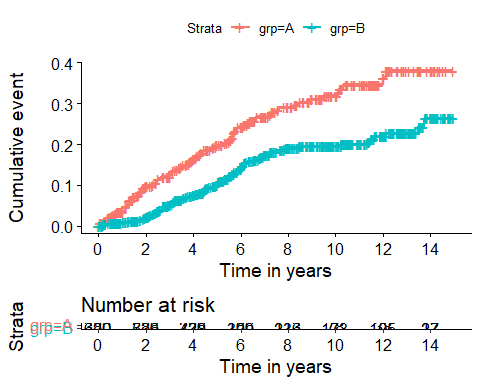 Strata grp=A grp=B
0.4
0.3
0.2
0.1
0.0
Cumulative event
0 2 4 6 8 10 12 14
Time in years
Number at risk
Strata
grp=A
grp=B
0 2 4 6 8 10 12 14
Time in years